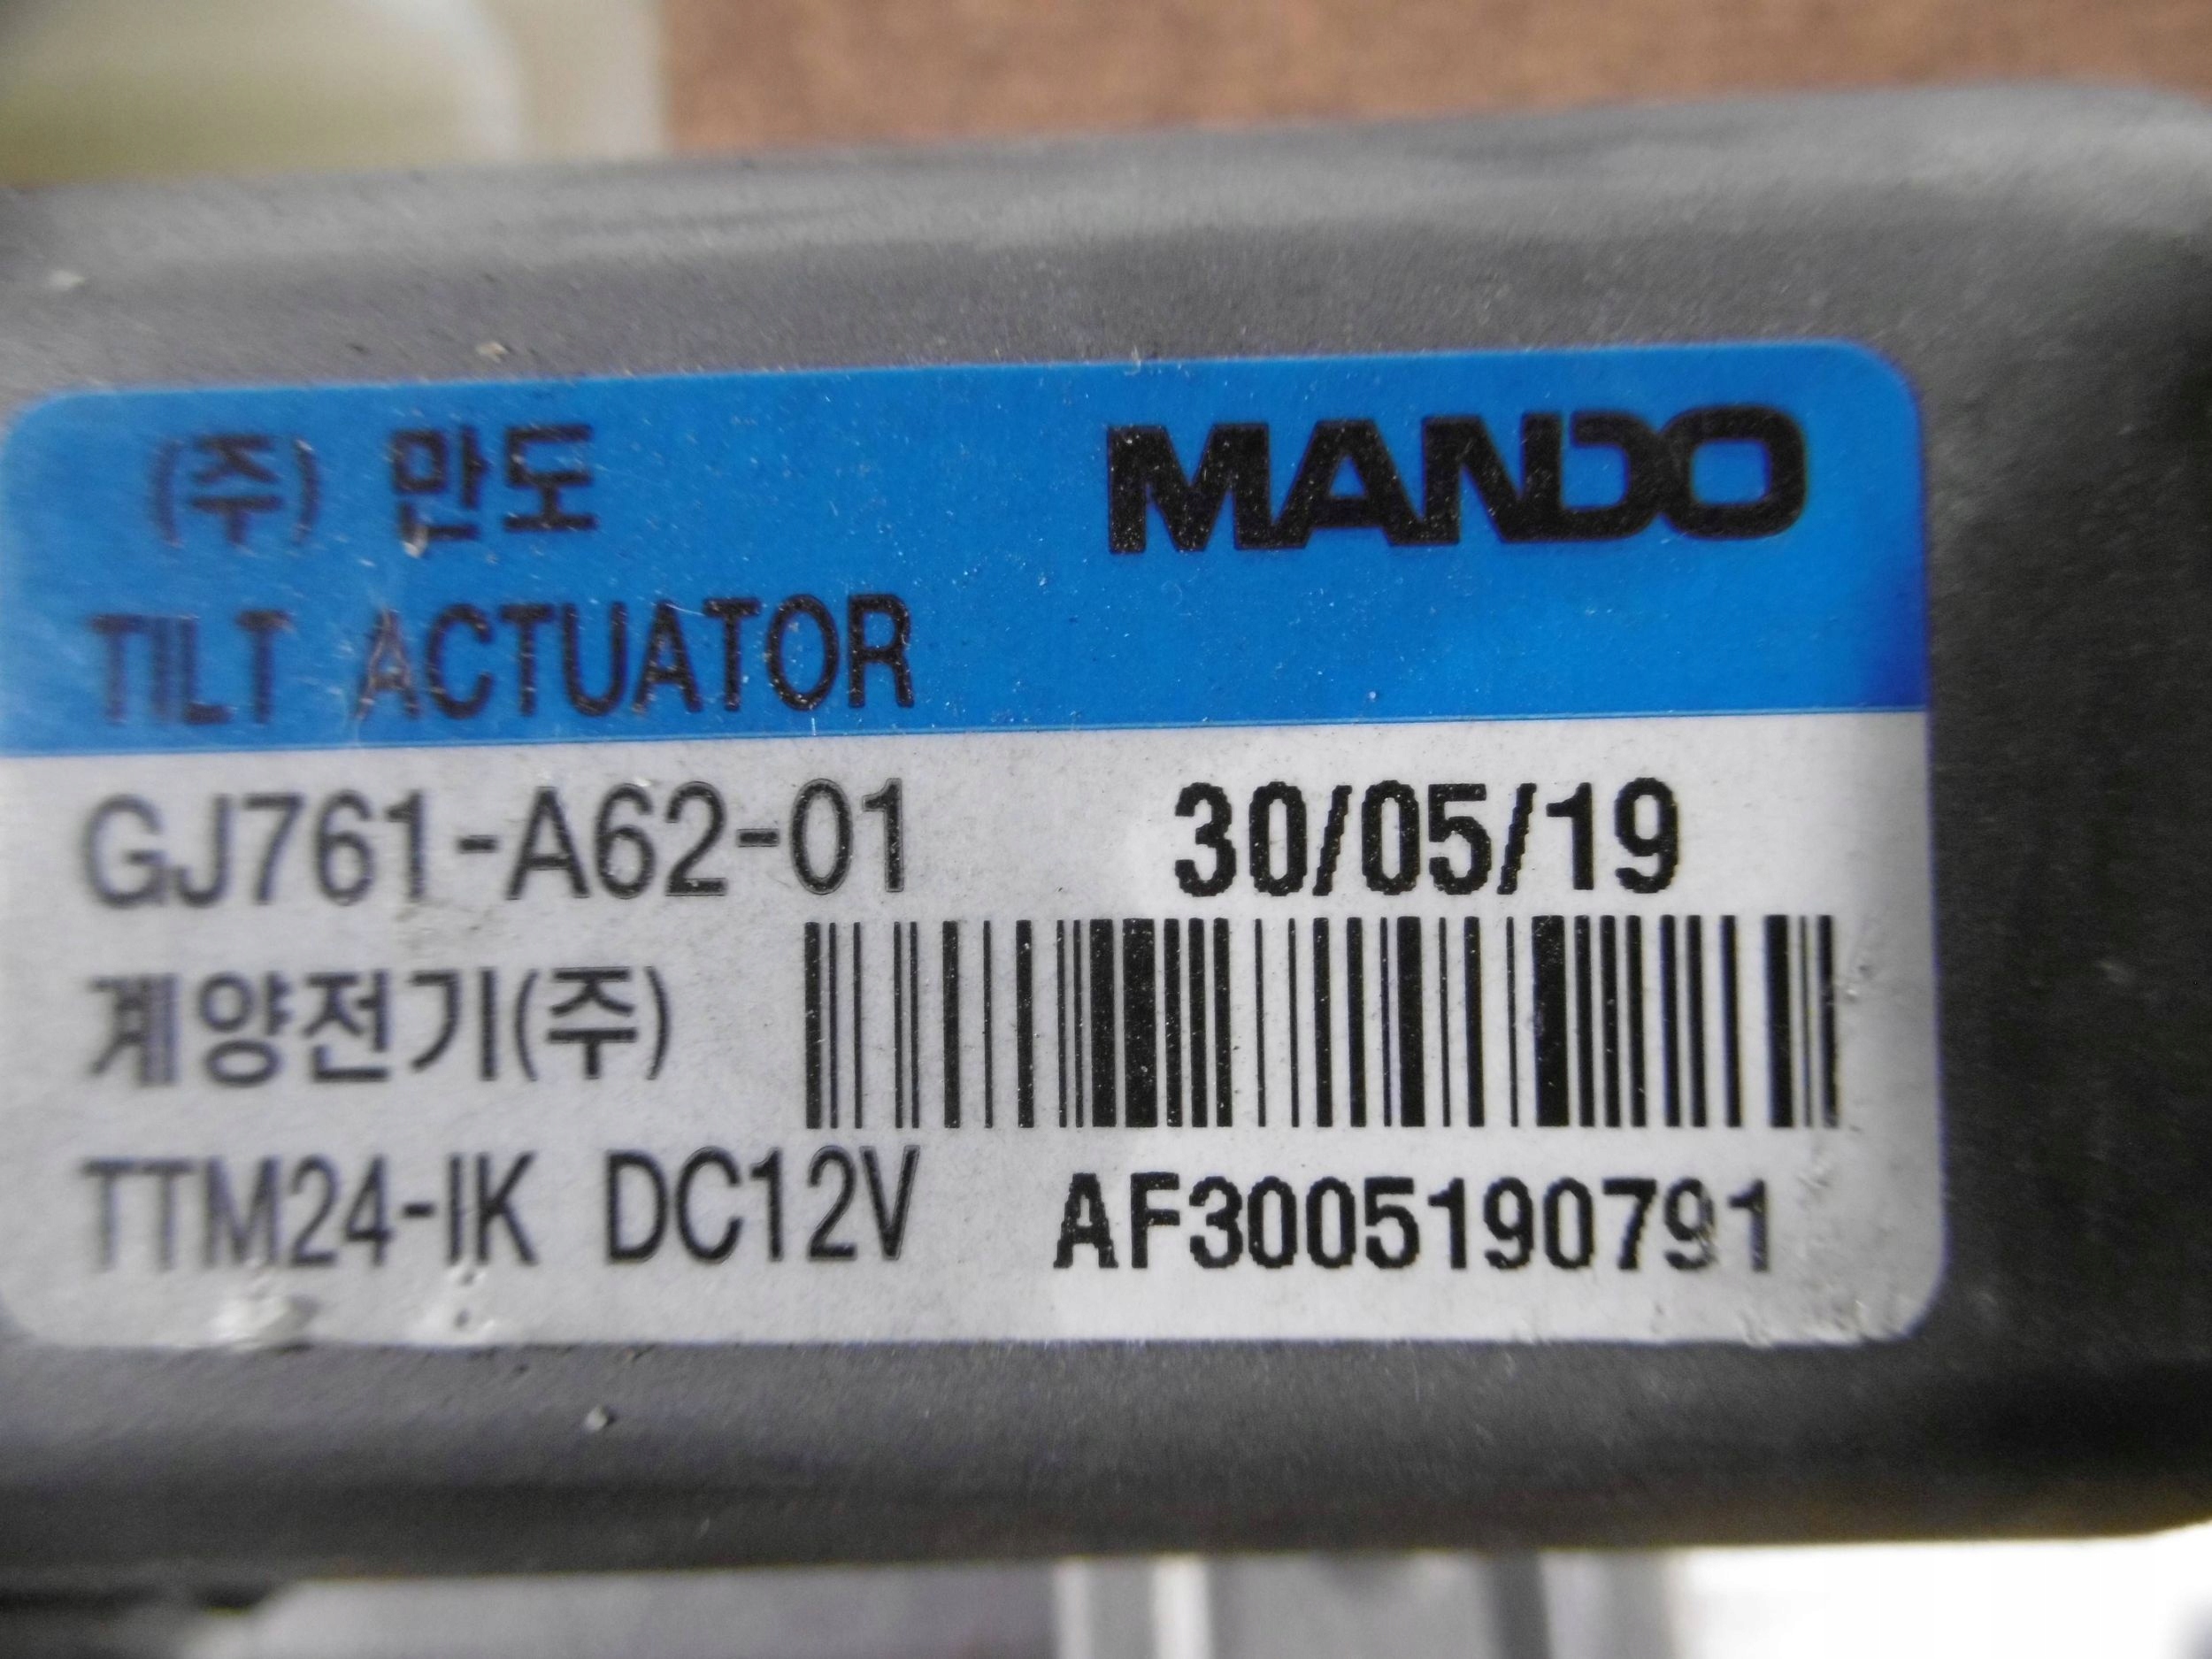 (주) 만도 MANDO
TILT ACTUATOR
GJ761-A62-01 30/05/19
계양전기(주)
TTM24-IK DC12V AF3005190791